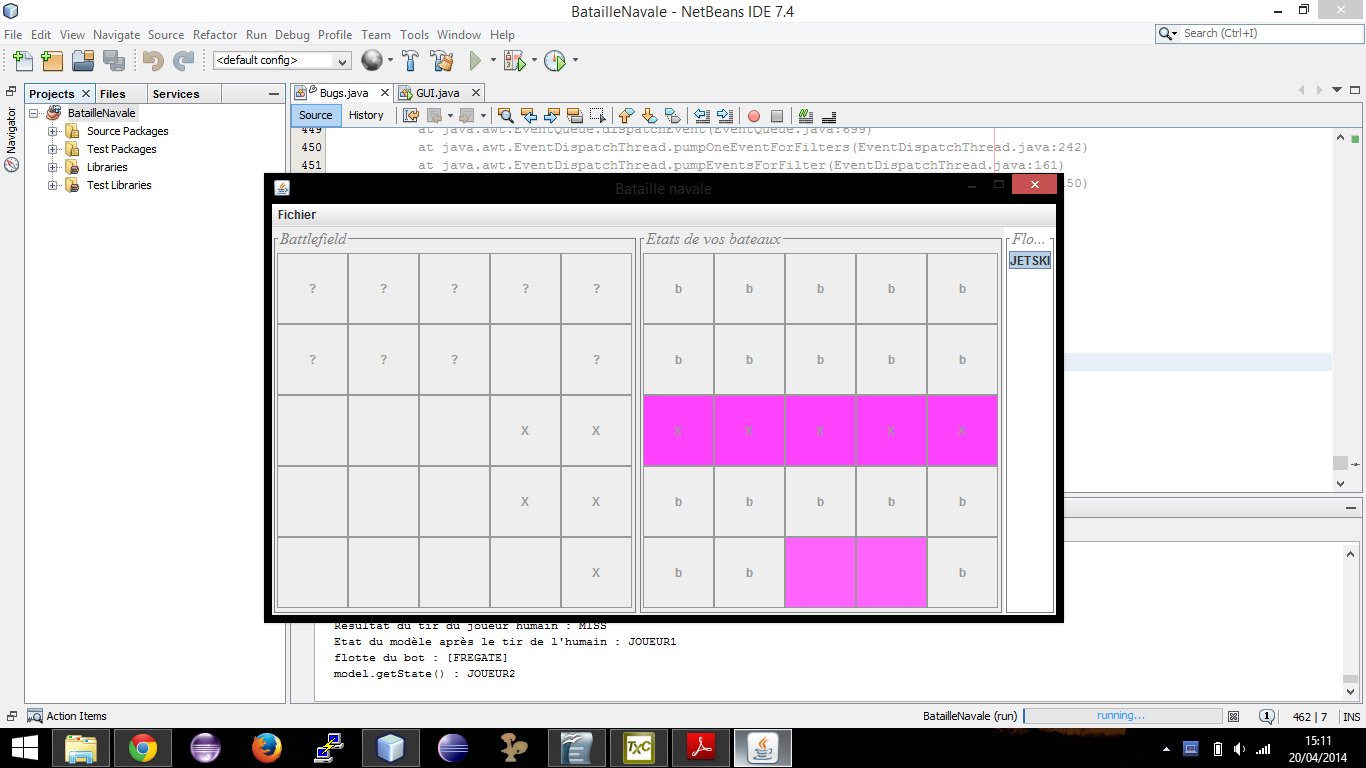 BatailleNavale - NetBeans IDE 7.4
File Edit View Navigate Source Refactor Run Debug Profile Team Tools Window Help
Search (Ctrl+I)
<default config>
Projects Files Services
Navigator
BatailleNavale
Source Packages
Test Packages
Libraries
Test Libraries
Bugs.java GUI.java
Source History
449 at java.awt.EventQueue.dispatchEvent(EventQueue.java:699)
450 at java.awt.EventDispatchThread.pumpOneEventForFilters(EventDispatchThread.java:242)
451 at java.awt.EventDispatchThread.pumpEventsForFilter(EventDispatchThread.java:161)
50)
Bataille navale
Fichier
Battlefield Etats de vos bateaux Flo...
JETSKI
? ? ? ? ? b b b b b
? ? ? ? b b b b b
X X X X X X X
X X b b b b b
X b b b
Résultat du tir du joueur humain : MISS
Etat du modèle après le tir de l'humain : JOUEUR1
flotte du bot : [FREGATE]
model.getState() : JOUEUR2
Action Items
BatailleNavale (run) running... 1 462 | 7 INS
TXC
15:11
20/04/2014